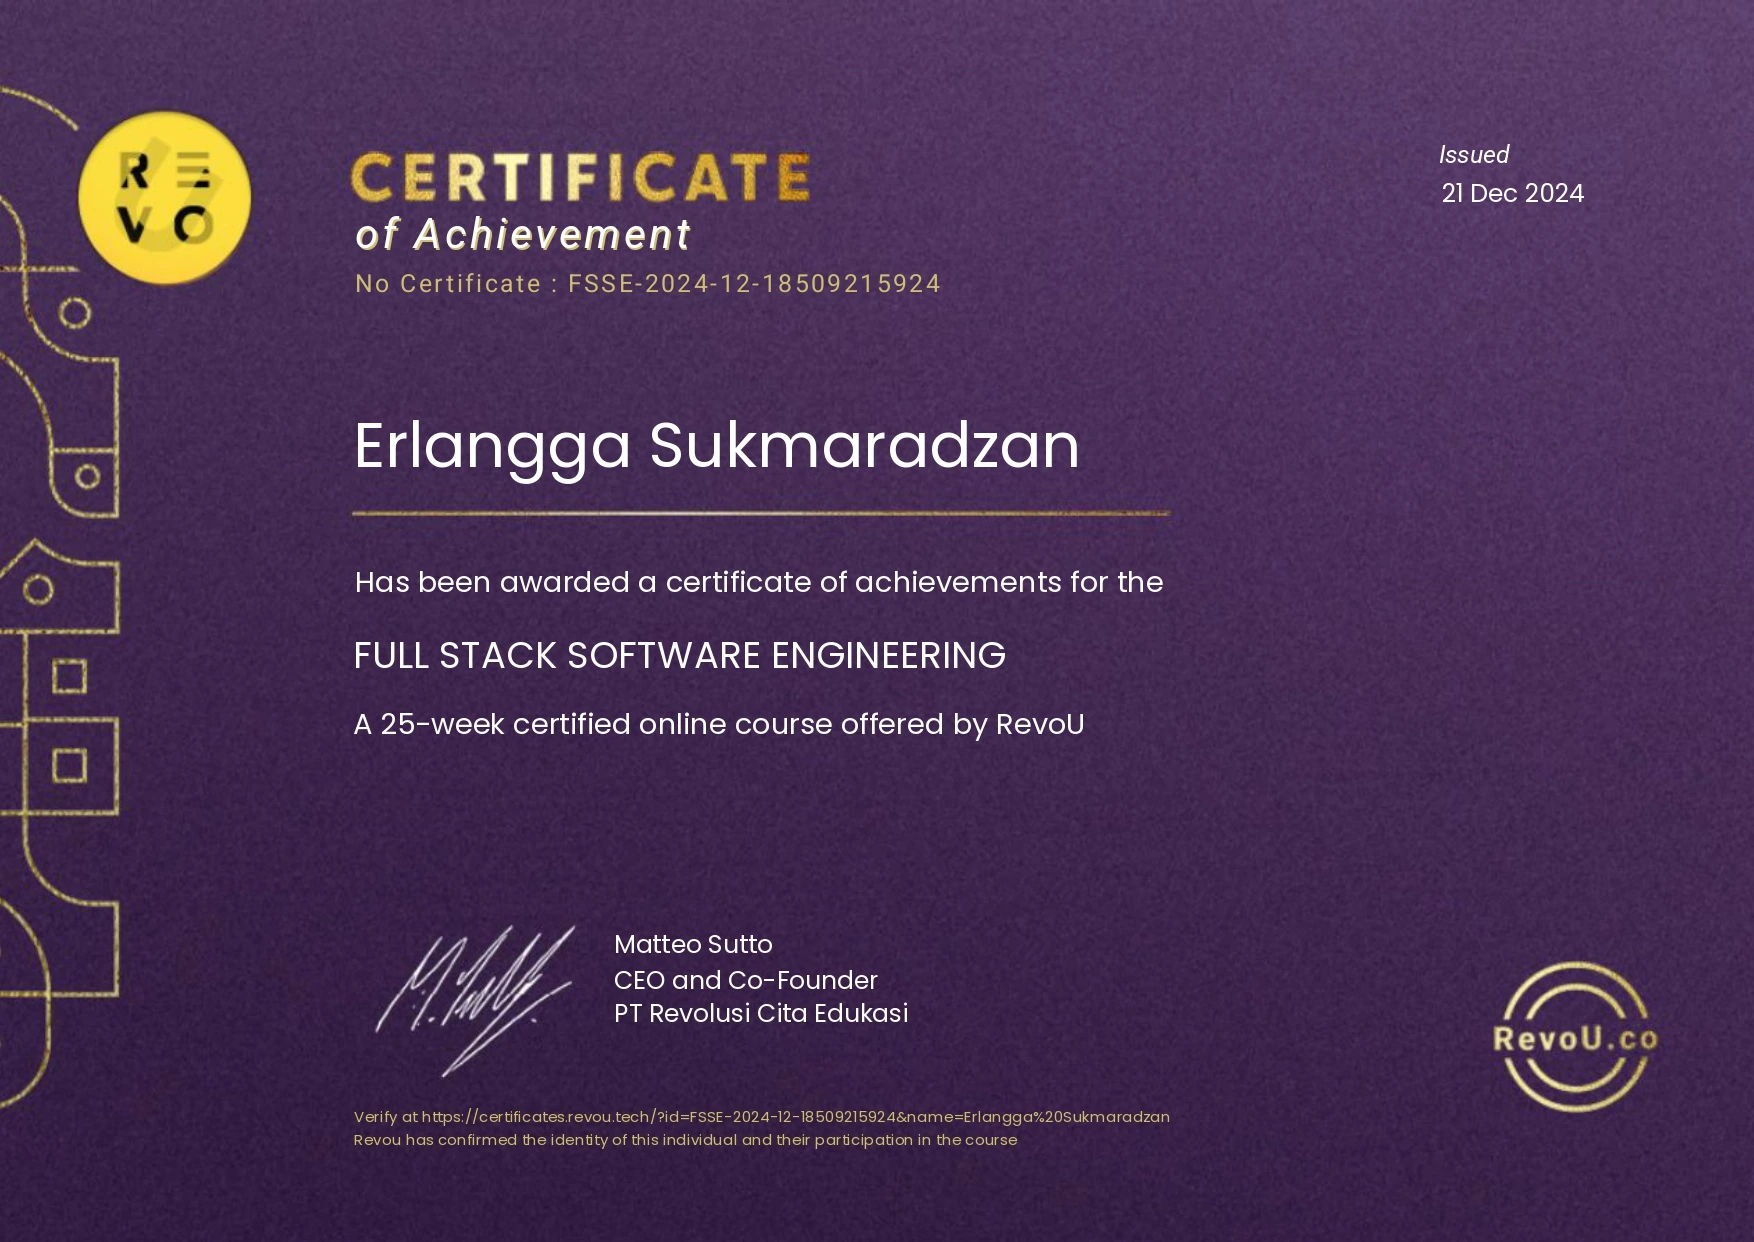 RE
VO
CERTIFICATE
of Achievement
No Certificate : FSSE-2024-12-18509215924
Issued
21 Dec 2024
Erlangga Sukmaradzan
Has been awarded a certificate of achievements for the
FULL STACK SOFTWARE ENGINEERING
A 25-week certified online course offered by RevoU
Matteo Sutto
CEO and Co-Founder
PT Revolusi Cita Edukasi
RevoU.co
Verify at https://certificates.revou.tech/?id=FSSE-2024-12-18509215924&name=Erlangga%20Sukmaradzan
Revou has confirmed the identity of this individual and their participation in the course